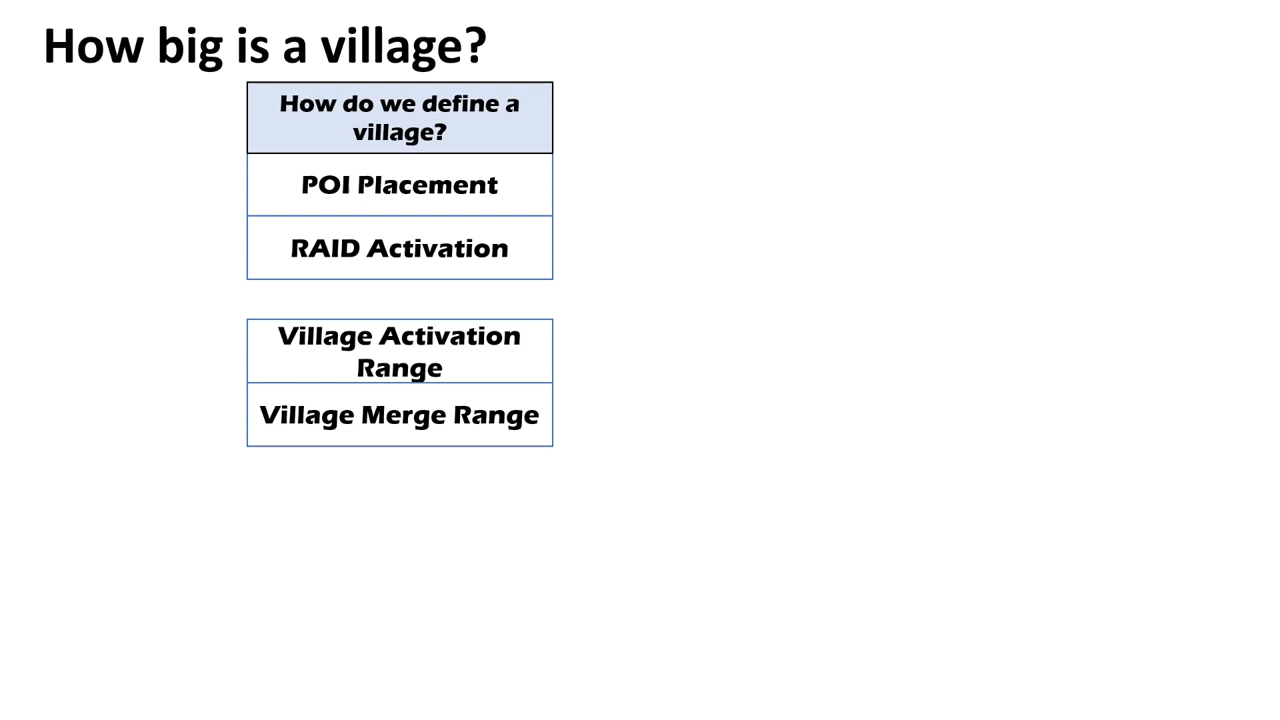 How big is a village?
How do we define a
village?
POI Placement
RAID Activation
Village Activation
Range
Village Merge Range